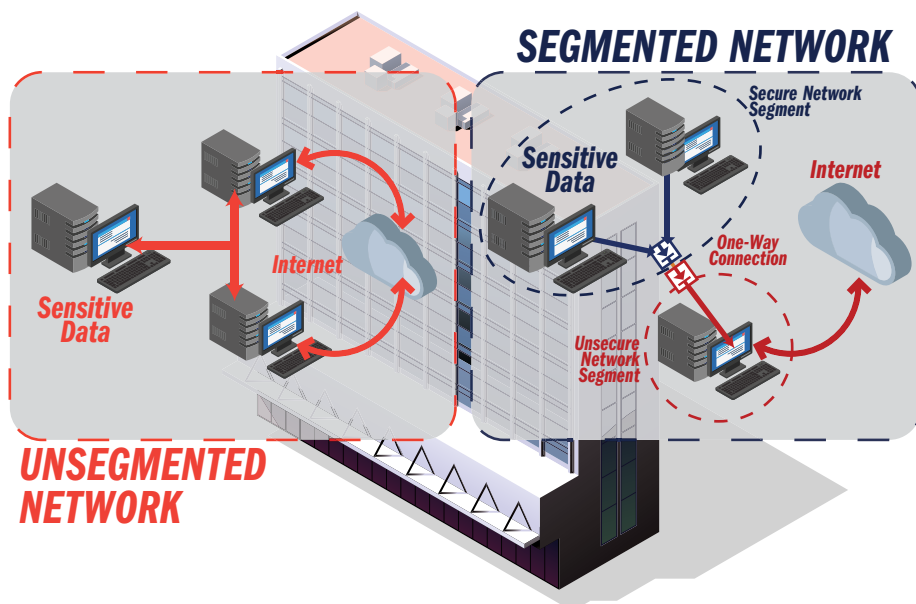 SEGMENTED NETWORK
Secure Network
Segment
Sensitive
Data
Internet
One-Way
Connection
Unsecure
Network
Segment
Internet
Sensitive
Data
UNSEGMENTED
NETWORK